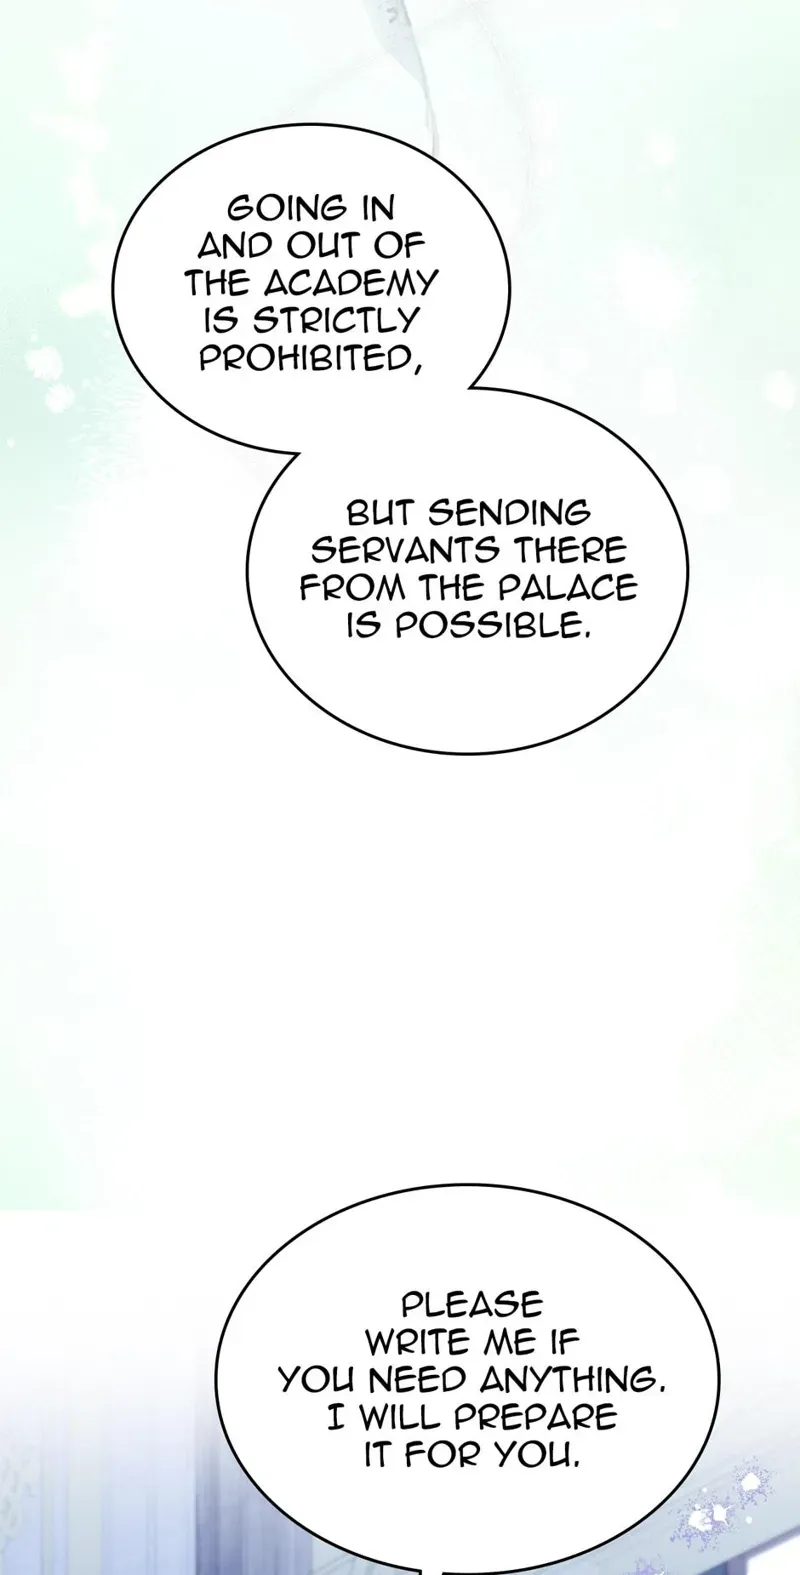 GOING IN
AND OUT OF
THE ACADEMY
IS STRICTLY
PROHIBITED,
BUT SENDING
SERVANTS THERE
FROM THE PALACE
IS POSSIBLE.
PLEASE
WRITE ME IF
YOU NEED ANYTHING.
I WILL PREPARE
IT FOR YOU.